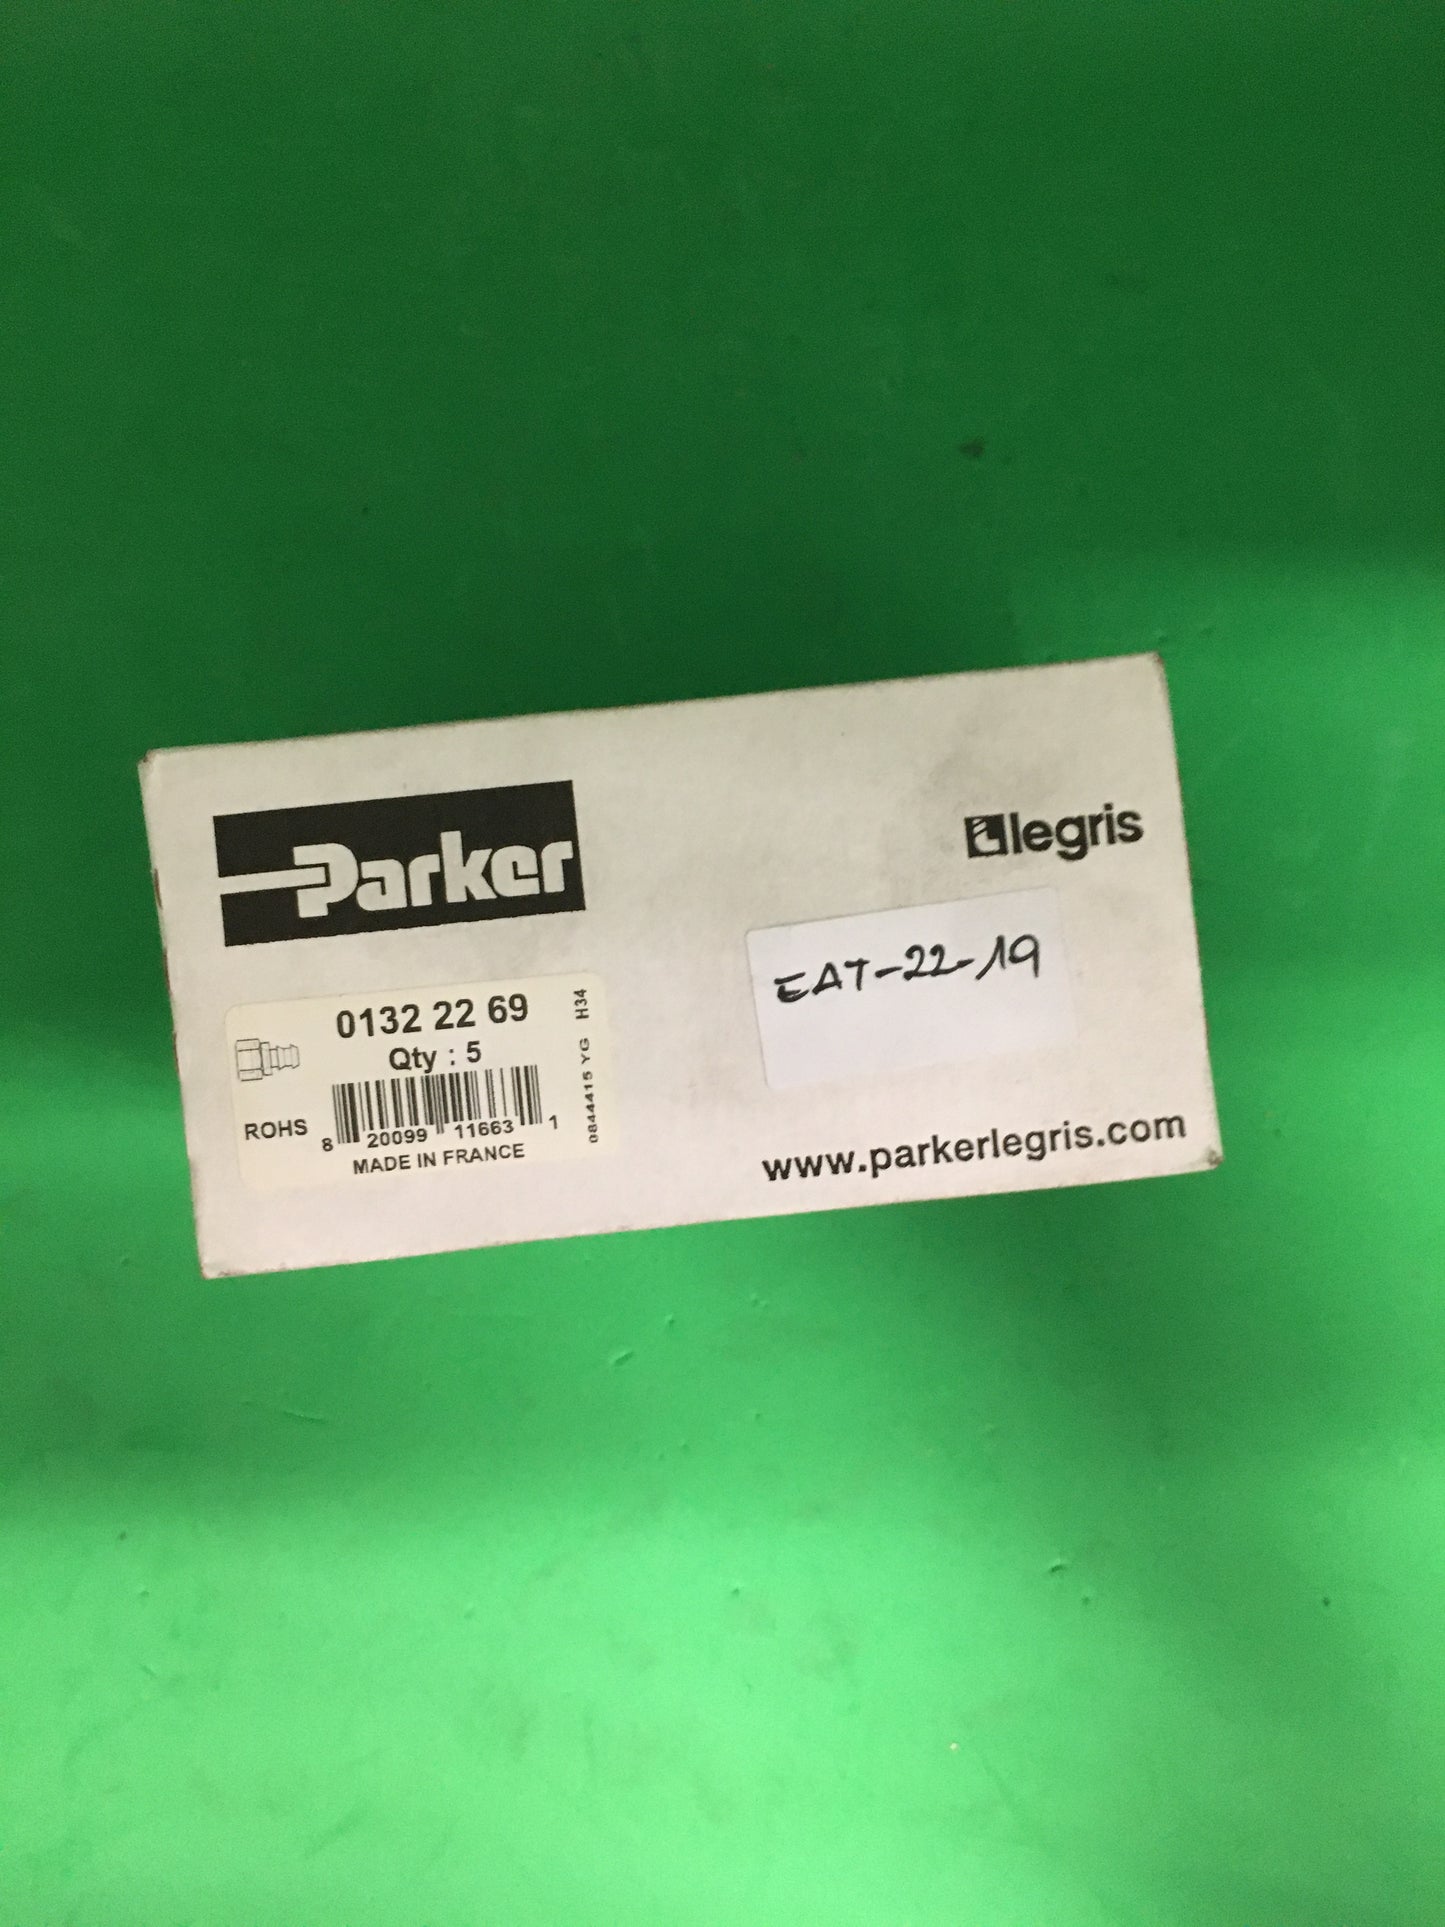 Parker
legris
0132 22 69
Qty : 5
ROHS
8 20099 11663 1
MADE IN FRANCE
0844415 YG H34
EAT-22-19
www.parkerlegris.com